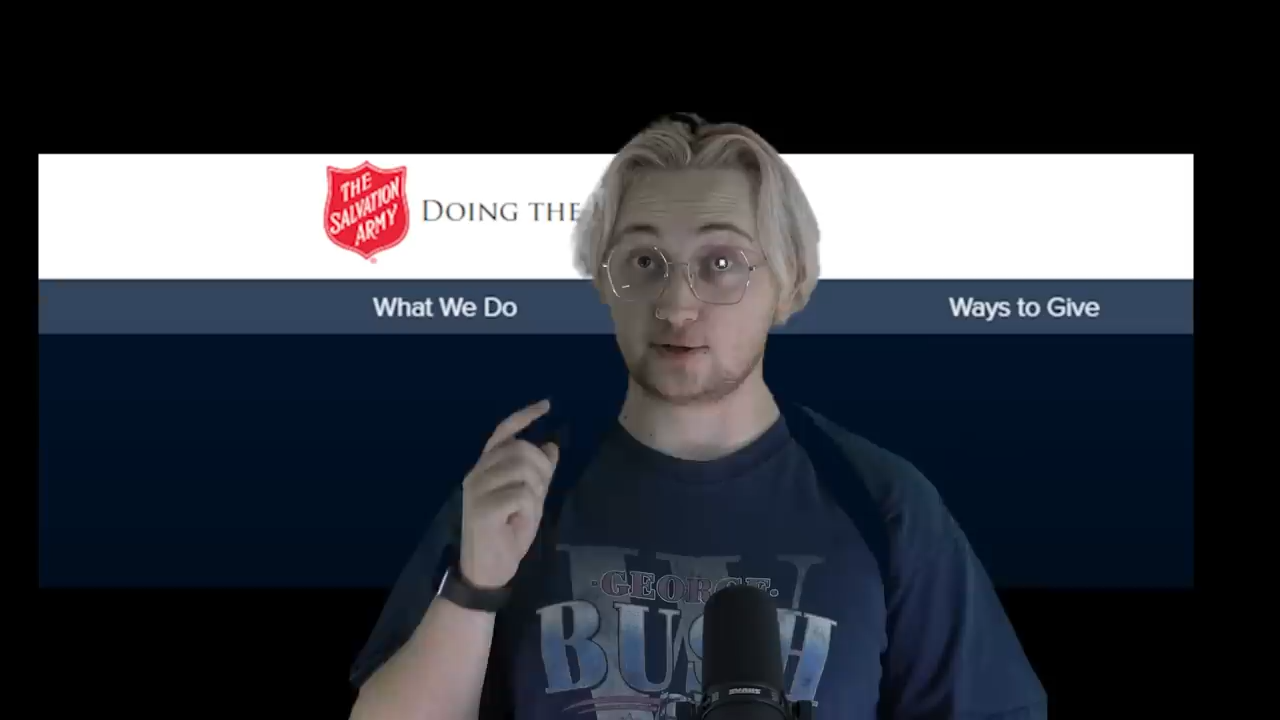 THE
SALVATION
ARMY
DOING THE
What We Do
Ways to Give
·GEORGE·
W
BUSH